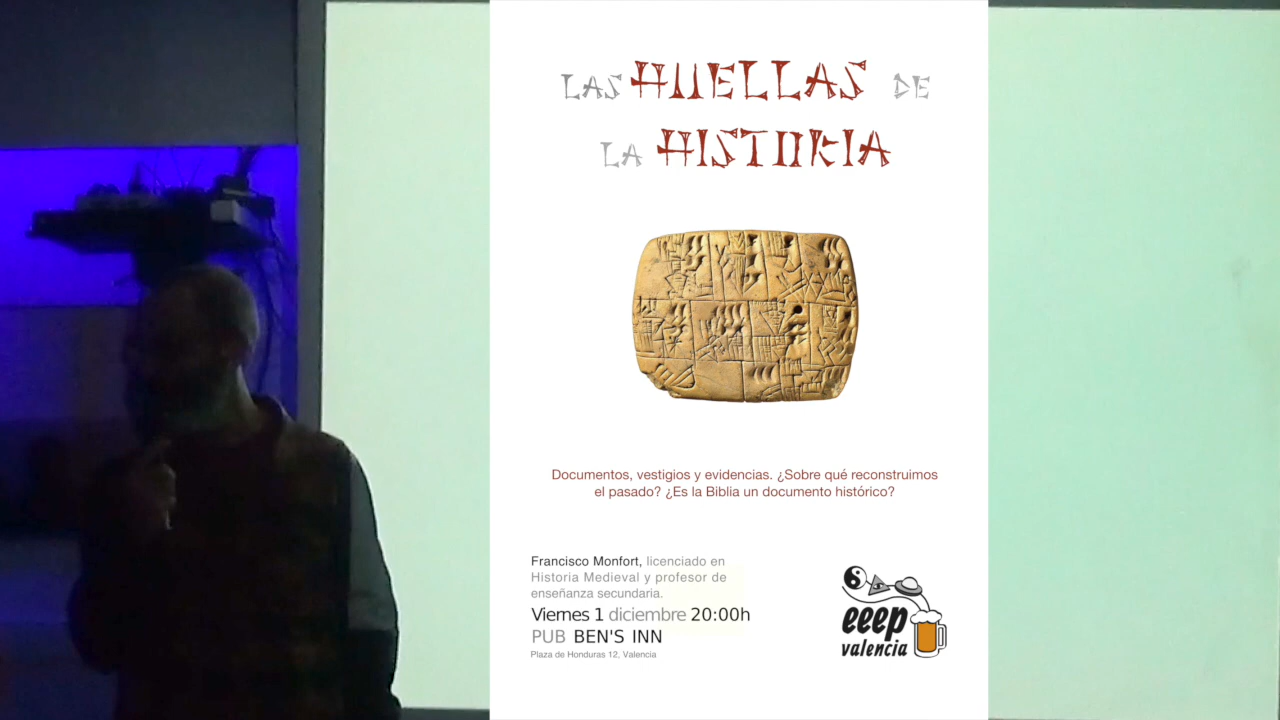 LAS HUELLAS DE
LA HISTORIA
Documentos, vestigios y evidencias. ¿Sobre qué reconstruimos
el pasado? ¿Es la Biblia un documento histórico?
Francisco Monfort, licenciado en
Historia Medieval y profesor de
enseñanza secundaria.
Viernes 1 diciembre 20:00h
PUB BEN'S INN
Plaza de Honduras 12, Valencia
eeep
valencia